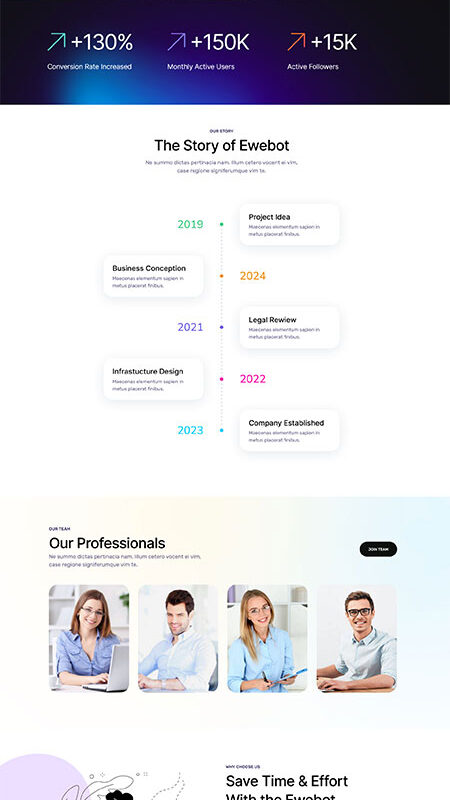 +130%
Conversion Rate Increased
+150K
Monthly Active Users
+15K
Active Followers
OUR STORY
The Story of Ewebot
Ne summo dictas pertinacia nam. Illum cetero vocent ei vim,
case regione signiferumque vim te.
2019
Project Idea
Maecenas elementum sapien in
metus placerat finibus.
Business Conception
Maecenas elementum sapien in
metus placerat finibus.
2024
2021
Legal Rewiew
Maecenas elementum sapien in
metus placerat finibus.
Infrastucture Design
Maecenas elementum sapien in
metus placerat finibus.
2022
2023
Company Established
Maecenas elementum sapien in
metus placerat finibus.
OUR TEAM
Our Professionals
Ne summo dictas pertinacia nam. Illum cetero vocent ei vim,
case regione signiferumque vim te.
JOIN TEAM
WHY CHOOSE US
Save Time & Effort
With the Ewebot